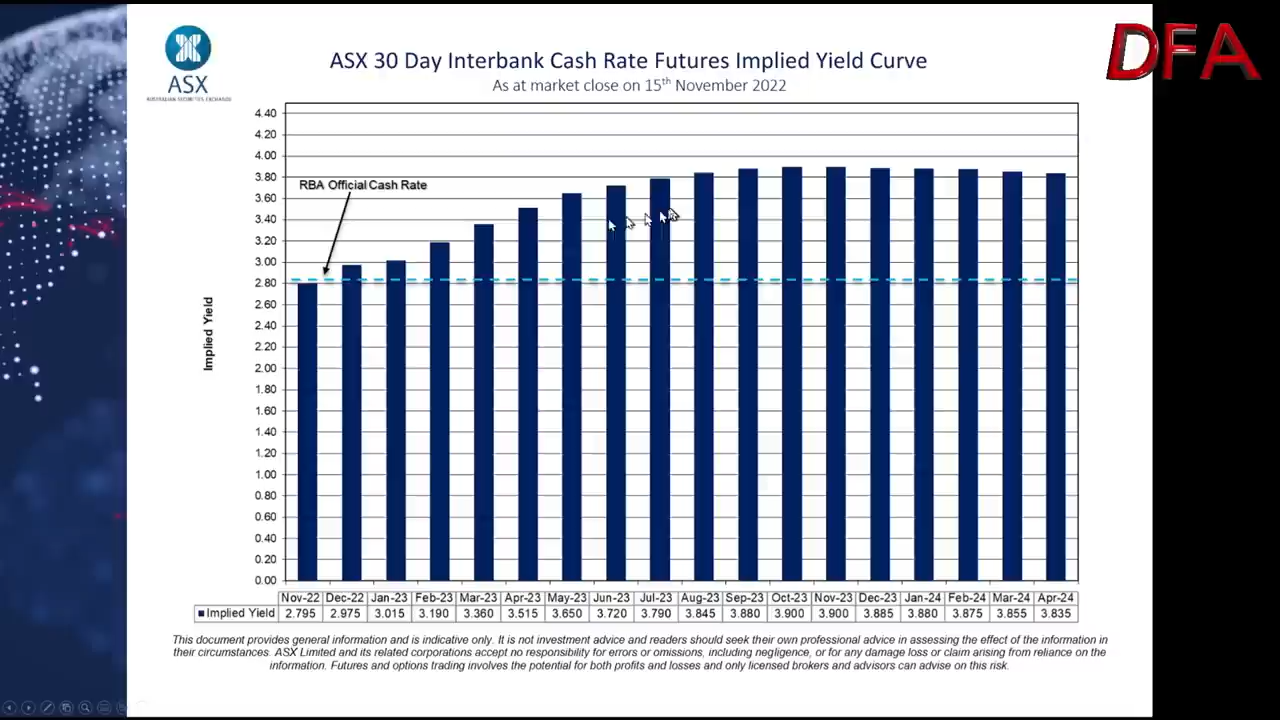 DFA
ASX
AUSTRALIAN SECURITIES EXCHANGE
ASX 30 Day Interbank Cash Rate Futures Implied Yield Curve
As at market close on 15th November 2022
4.40
4.20
4.00
3.80
RBA Official Cash Rate
3.60
3.40
3.20
3.00
2.80
2.60
2.40
2.20
2.00
1.80
1.60
1.40
1.20
1.00
0.80
0.60
0.40
0.20
0.00
Implied Yield
Nov-22 Dec-22 Jan-23 Feb-23 Mar-23 Apr-23 May-23 Jun-23 Jul-23 Aug-23 Sep-23 Oct-23 Nov-23 Dec-23 Jan-24 Feb-24 Mar-24 Apr-24
Implied Yield 2.795 2.975 3.015 3.190 3.360 3.515 3.650 3.720 3.790 3.845 3.880 3.900 3.900 3.885 3.880 3.875 3.855 3.835
This document provides general information and is indicative only. It is not investment advice and readers should seek their own professional advice in assessing the effect of the information in
their circumstances. ASX Limited and its related corporations accept no responsibility for errors or omissions, including negligence, or for any damage loss or claim arising from reliance on the
information. Futures and options trading involves the potential for both profits and losses and only licensed brokers and advisors can advise on this risk.